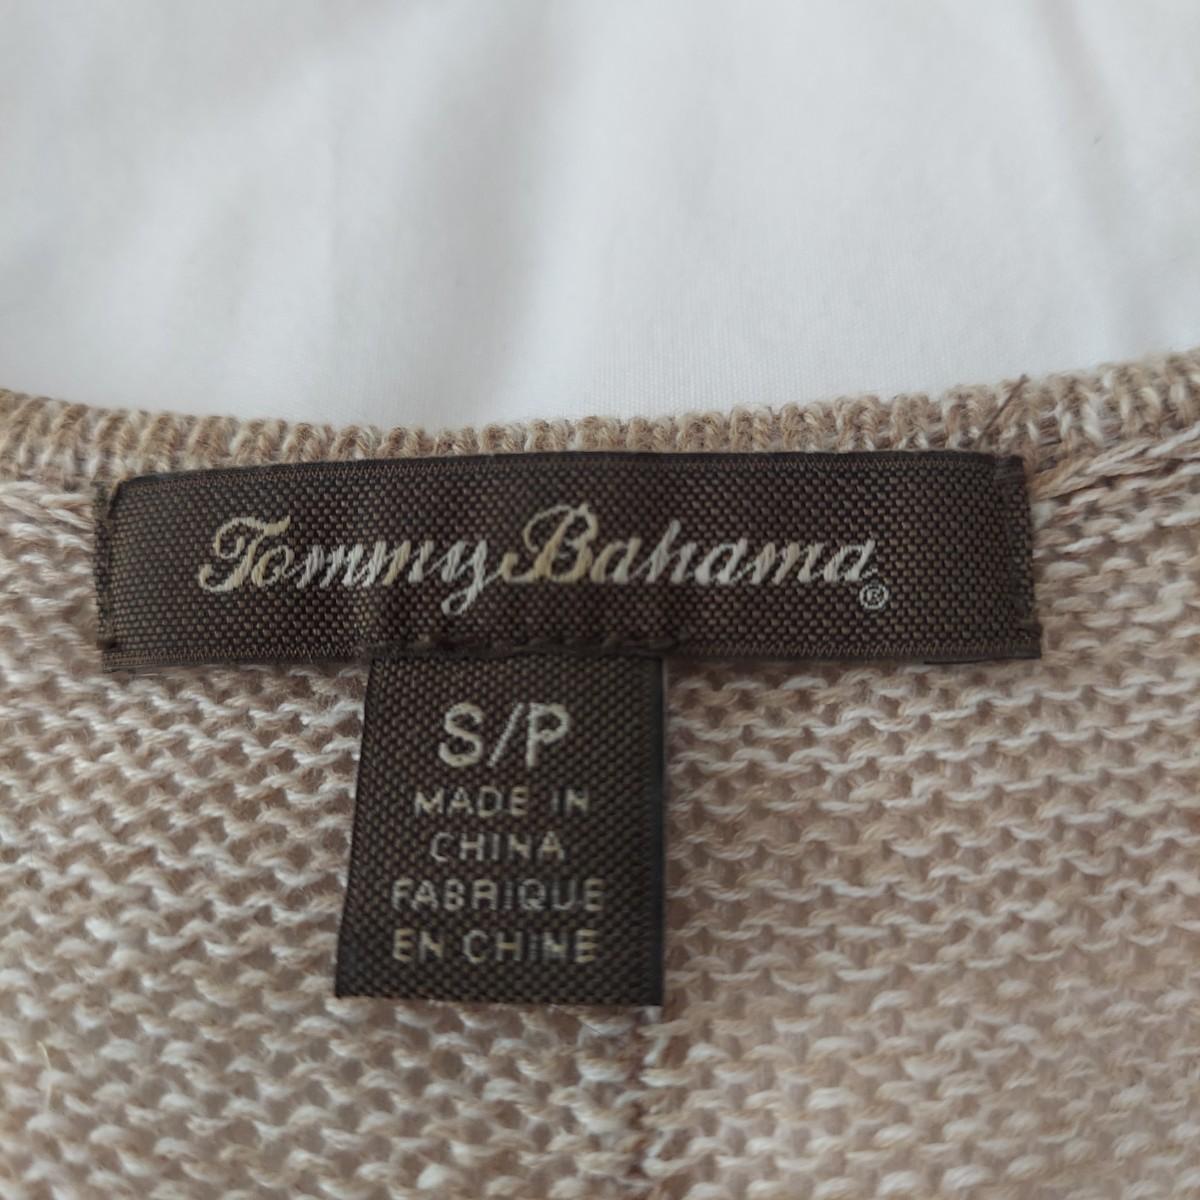 Tommy Bahama®
S/P
MADE IN
CHINA
FABRIQUE
EN CHINE